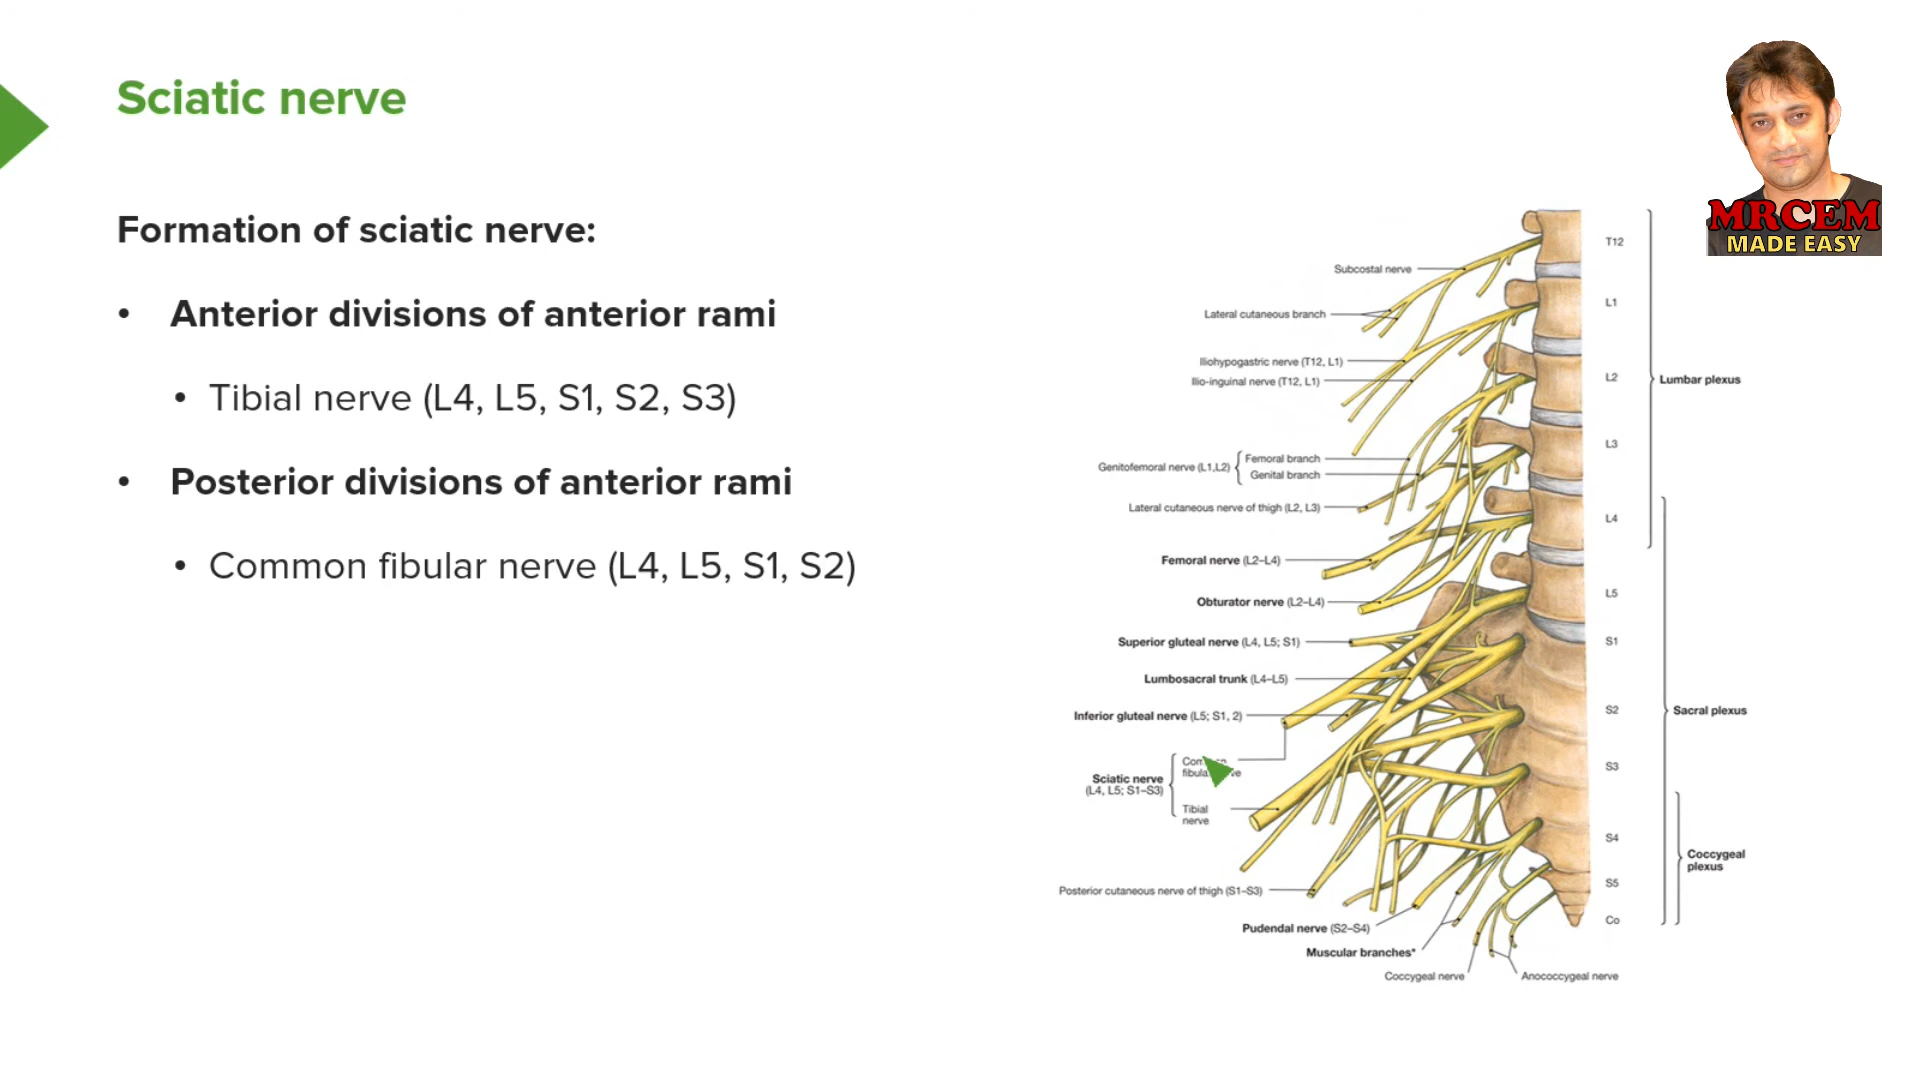 Sciatic nerve
Formation of sciatic nerve:
• Anterior divisions of anterior rami
• Tibial nerve (L4, L5, S1, S2, S3)
• Posterior divisions of anterior rami
• Common fibular nerve (L4, L5, S1, S2)
MRCEM
MADE EASY
T12
Subcostal nerve
L1
Lateral cutaneous branch
Iliohypogastric nerve (T12, L1)
Ilio-inguinal nerve (T12, L1)
L2
Lumbar plexus
L3
Genitofemoral nerve (L1,L2)
Femoral branch
Genital branch
Lateral cutaneous nerve of thigh (L2, L3)
L4
Femoral nerve (L2–L4)
L5
Obturator nerve (L2–L4)
Superior gluteal nerve (L4, L5; S1)
S1
Lumbosacral trunk (L4–L5)
Inferior gluteal nerve (L5; S1, 2)
S2
Sacral plexus
S3
Sciatic nerve
(L4, L5; S1–S3)
Tibial
nerve
S4
Coccygeal
plexus
S5
Posterior cutaneous nerve of thigh (S1–S3)
Co
Pudendal nerve (S2–S4)
Muscular branches*
Coccygeal nerve
Anococcygeal nerve